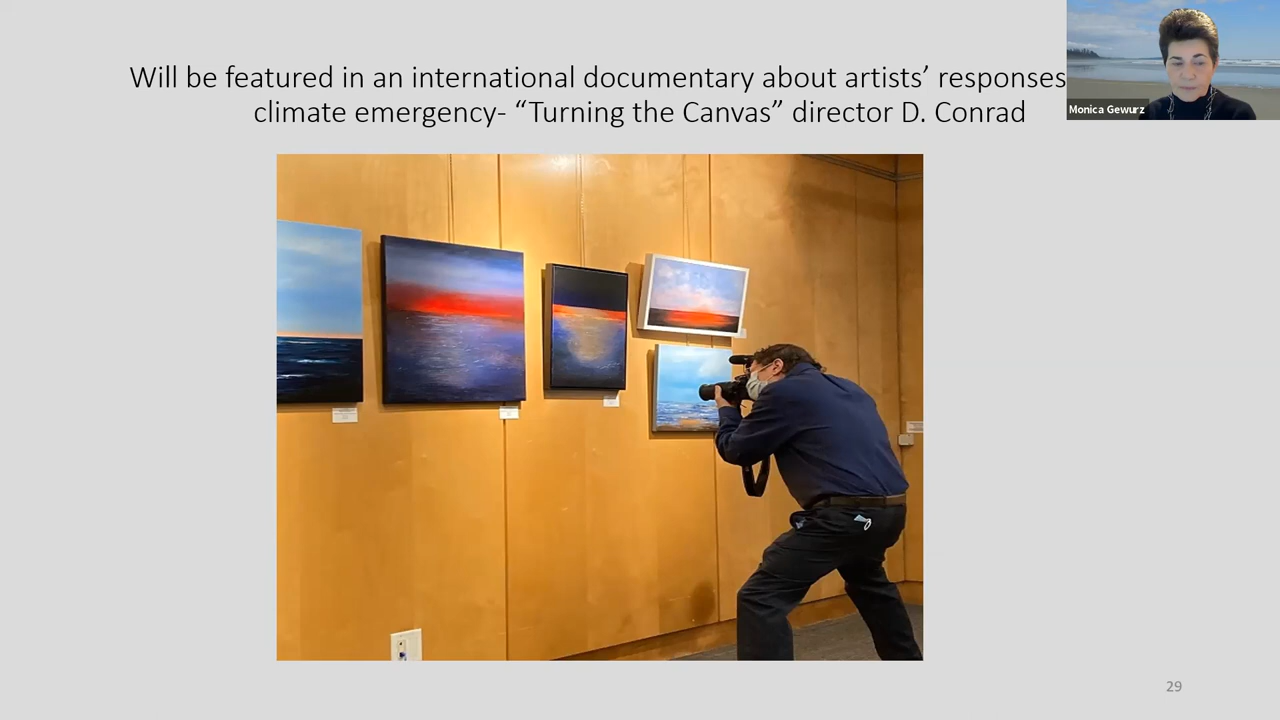 Will be featured in an international documentary about artists’ responses
climate emergency- “Turning the Canvas” director D. Conrad
Monica Gewurz
29